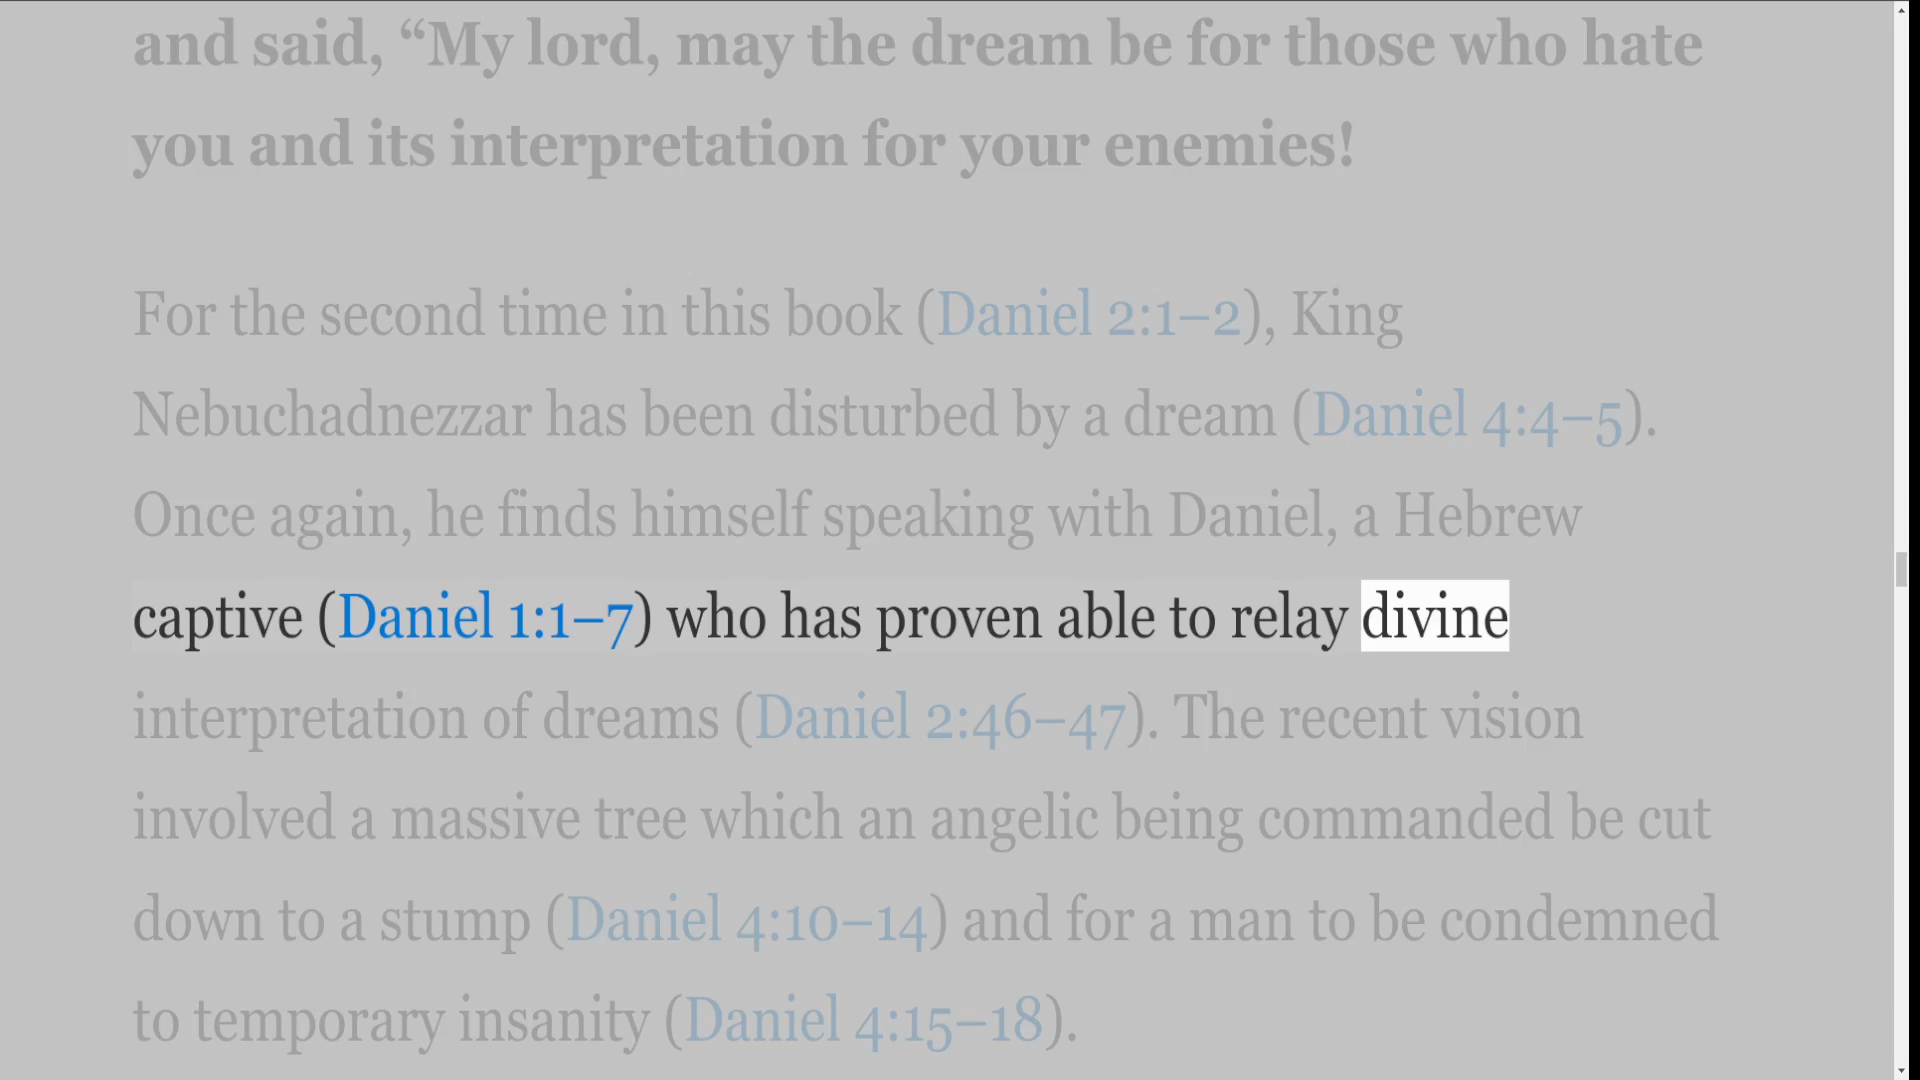 and said, “My lord, may the dream be for those who hate
you and its interpretation for your enemies!
For the second time in this book (Daniel 2:1–2), King
Nebuchadnezzar has been disturbed by a dream (Daniel 4:4–5).
Once again, he finds himself speaking with Daniel, a Hebrew
captive (Daniel 1:1–7) who has proven able to relay divine
interpretation of dreams (Daniel 2:46–47). The recent vision
involved a massive tree which an angelic being commanded be cut
down to a stump (Daniel 4:10–14) and for a man to be condemned
to temporary insanity (Daniel 4:15–18).